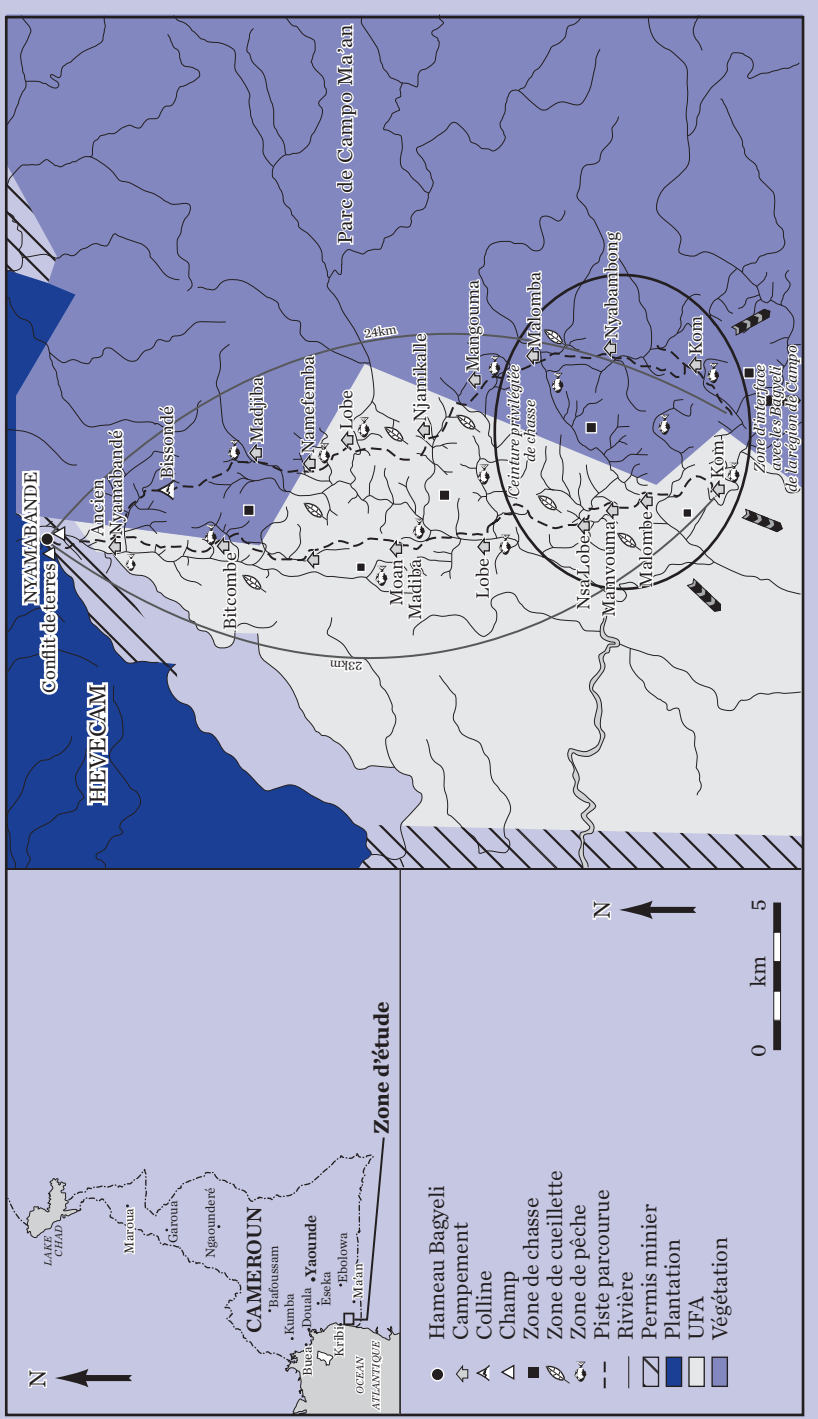 N
LAKE
CHAD
Maroua
Garoua
Ngaounderé
CAMEROUN
Bafoussam
Kumba
Buea
Douala
Yaounde
Eseka
Ebolowa
Kribi
Ma'an
OCEAN
ATLANTIQUE
Zone d'étude
Hameau Bagyeli
Campement
Colline
Champ
Zone de chasse
Zone de cueillette
Zone de pêche
Piste parcourue
Rivière
Permis minier
Plantation
UFA
Végétation
N
0 km 5
NYAMABANDE
Conflit de terres
HEVECAM
Ancien
Nyamabandé
Bissondé
Bitcombe
Madjiba
Namefemba
Lobe
Moan
Madiba
Njamikalle
Lobe
Mangouma
Ceinture privilégiée
de chasse
Malomba
Nsa Lobe
Mamvouma
Nyabambong
Malombe
Kom
Kom
Zone d'interface
avec les Bagyeli
de la région de Campo
23km
24km
Parc de Campo Ma'an